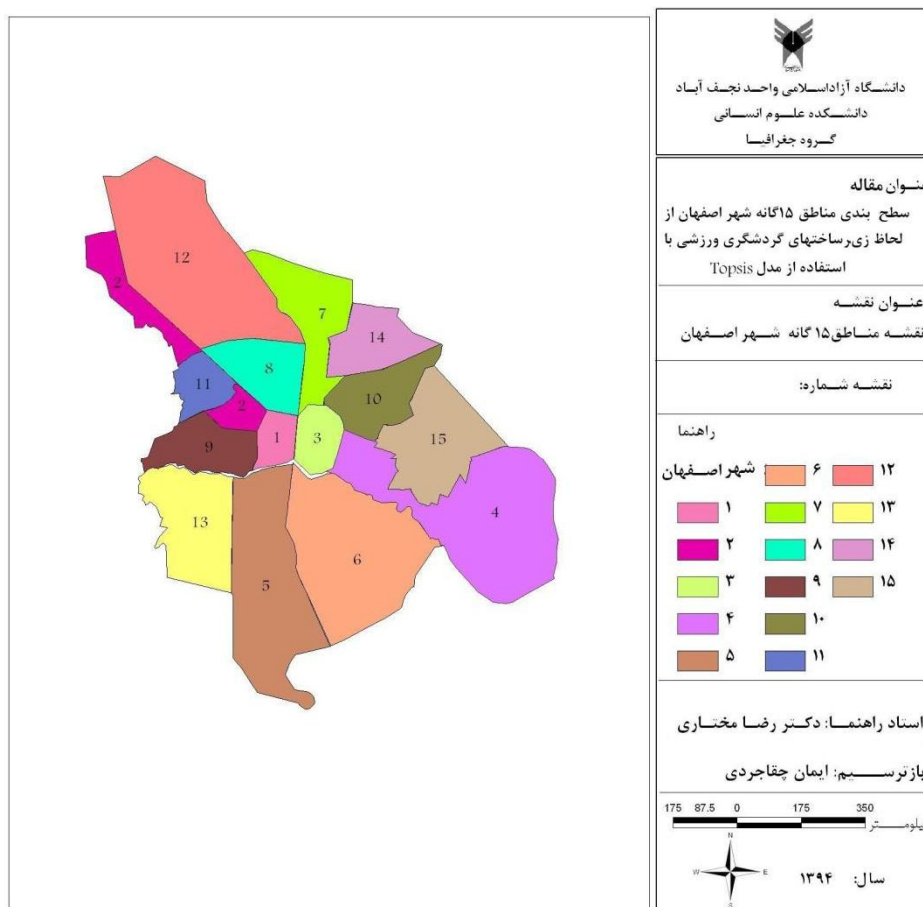 دانشگاه آزاداسلامی واحد نجف آباد
دانشکده علوم انسانی
گروه جغرافیا
عنوان مقاله
سطح بندی مناطق ۱۵گانه شهر اصفهان از
لحاظ زیرساختهای گردشگری ورزشی با
استفاده از مدل Topsis
عنوان نقشه
نقشه مناطق۱۵ گانه شهر اصفهان
نقشه شماره:
راهنما
شهر اصفهان:
۱
۲
۳
۴
۵
۶
۷
۸
۹
۱۰
۱۱
۱۲
۱۳
۱۴
۱۵
استاد راهنما: دکتر رضا مختاری
بازترسیم: ایمان چقاجردی
175 87.5 0 175 350
یلومتر
N
W E
S
سال: ۱۳۹۴
12
2
7
14
8
11
10
2
1
3
9
15
4
13
6
5